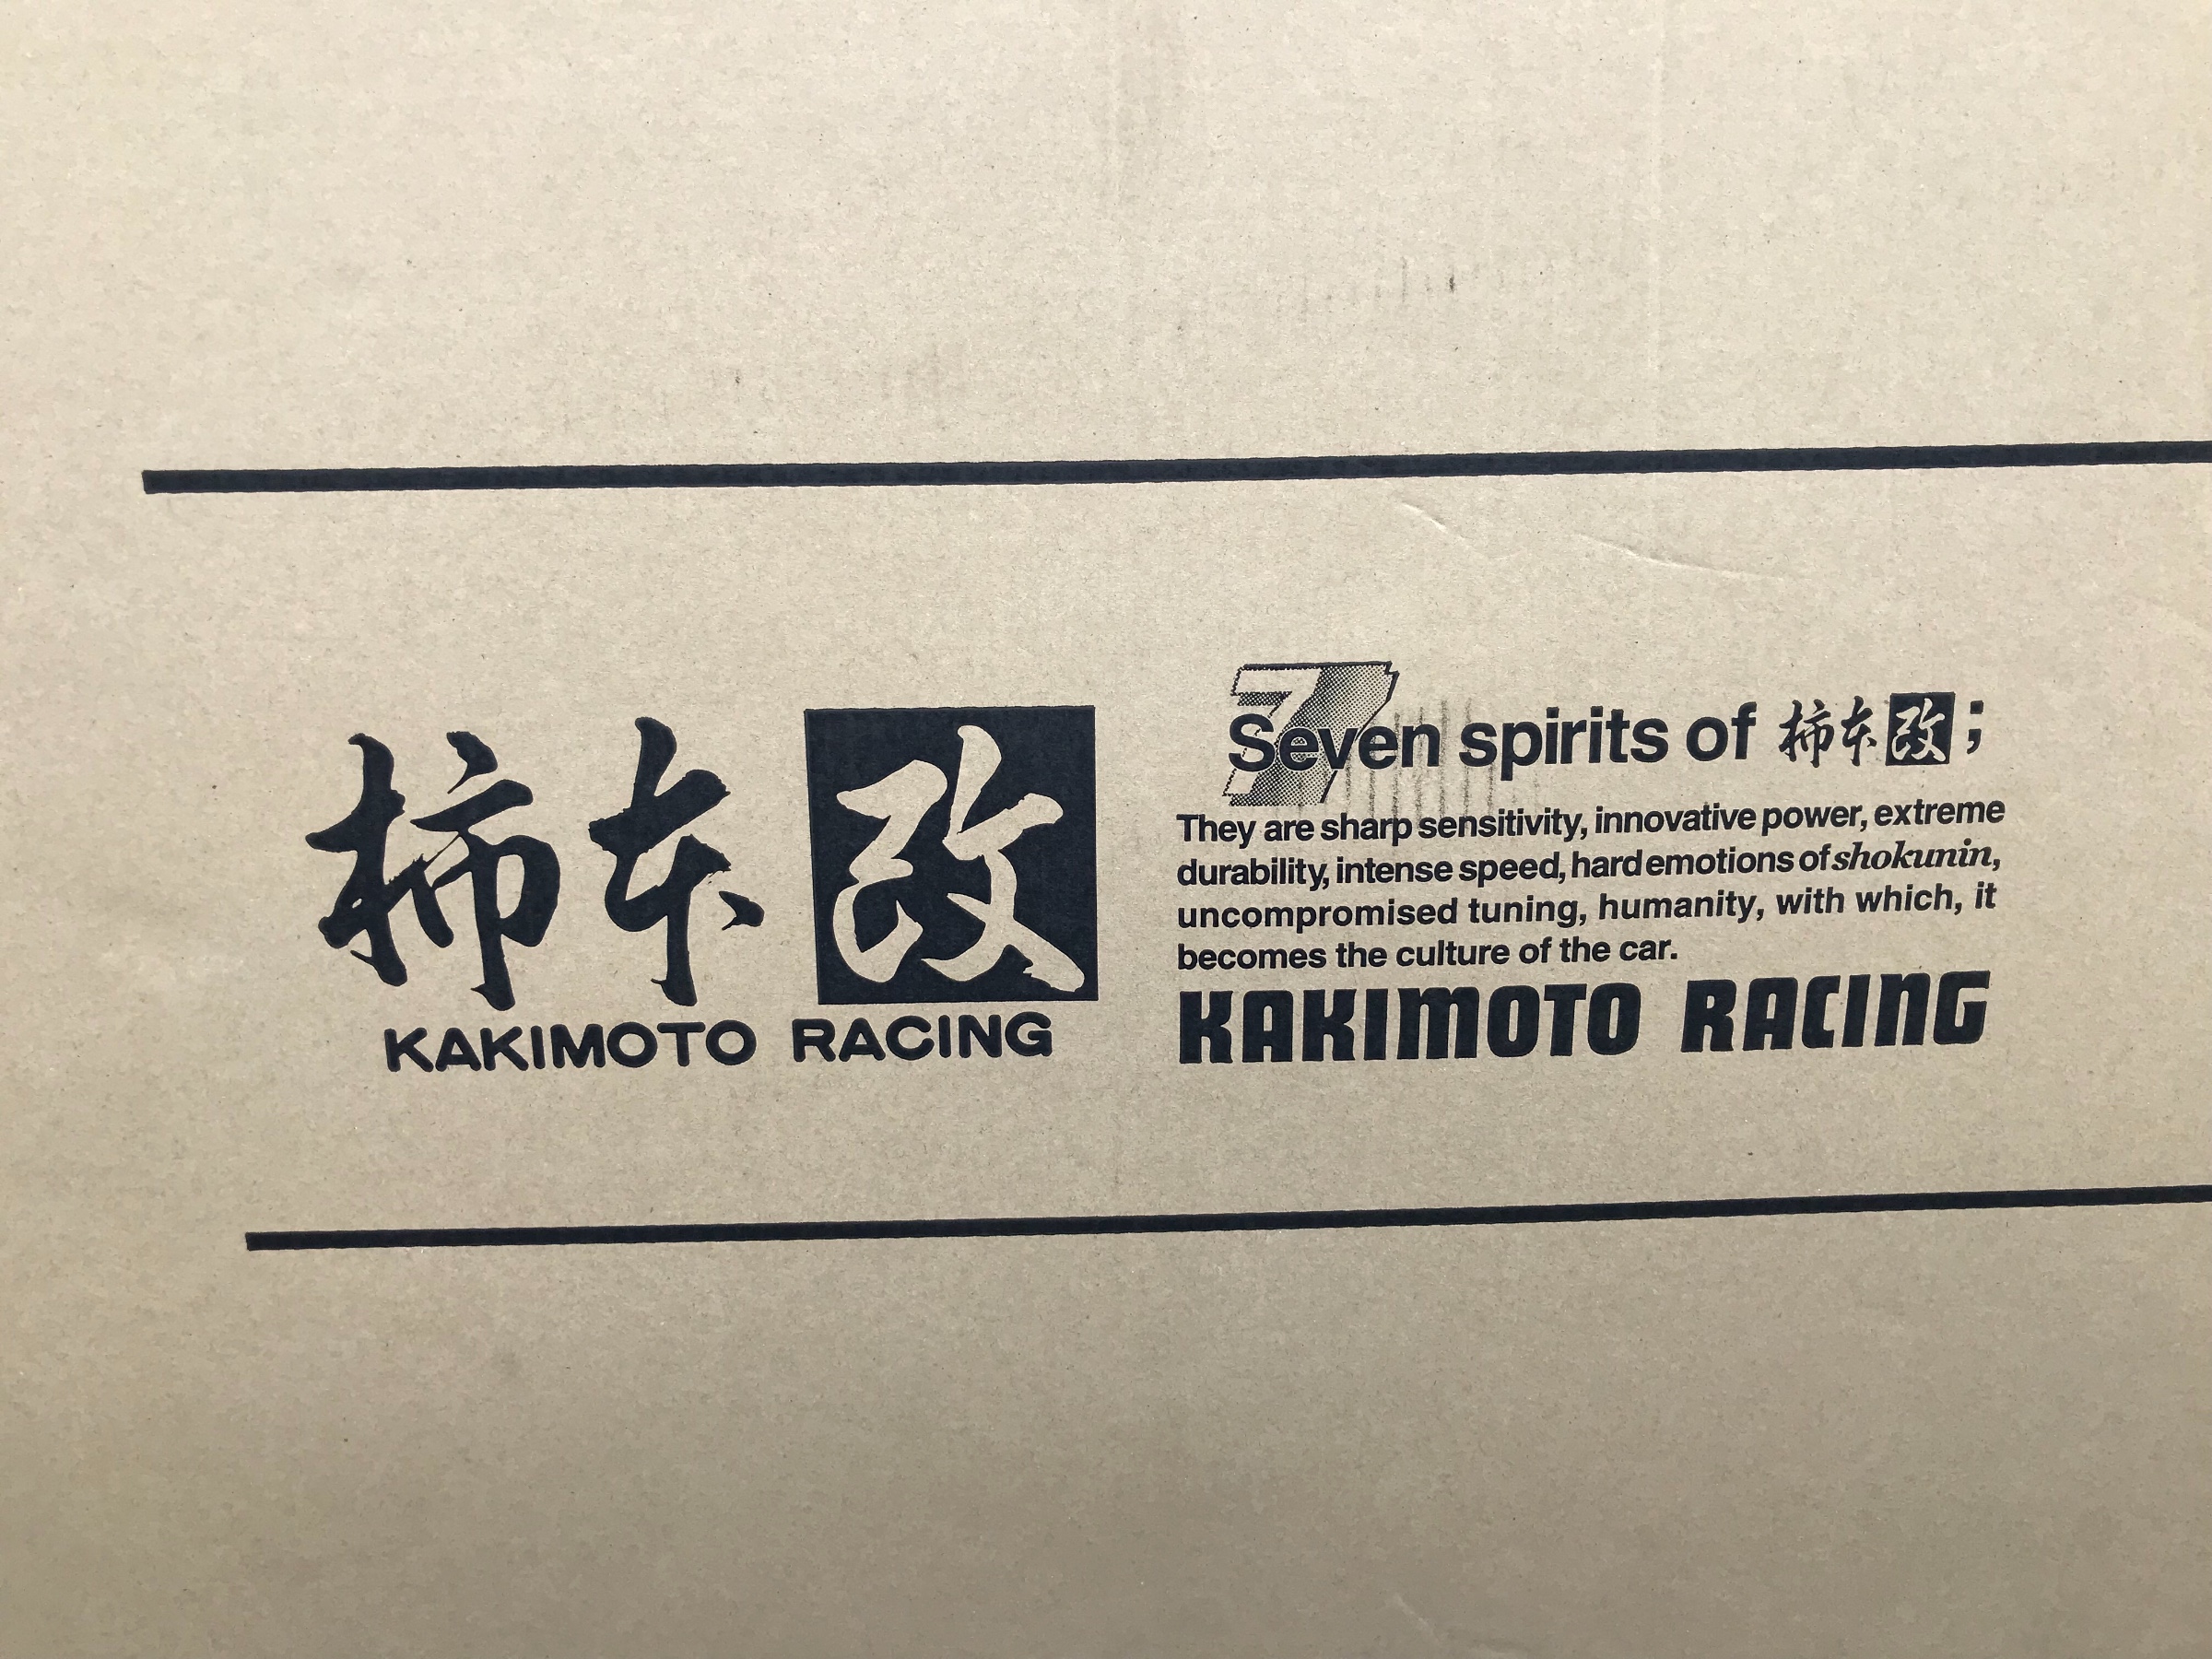 柿本改
KAKIMOTO RACING
7
Seven spirits of 柿本改;
They are sharp sensitivity, innovative power, extreme
durability, intense speed, hard emotions of shokunin,
uncompromised tuning, humanity, with which, it
becomes the culture of the car.
KAKIMOTO RACING